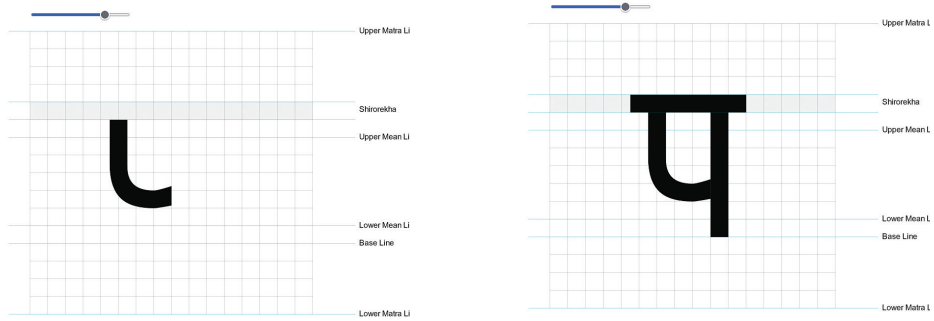 Upper Matra Li
Shirorekha
Upper Mean Li
Lower Mean Li
Base Line
Lower Matra Li
Upper Matra L
Shirorekha
Upper Mean L
प
Lower Mean L
Base Line
Lower Matra L